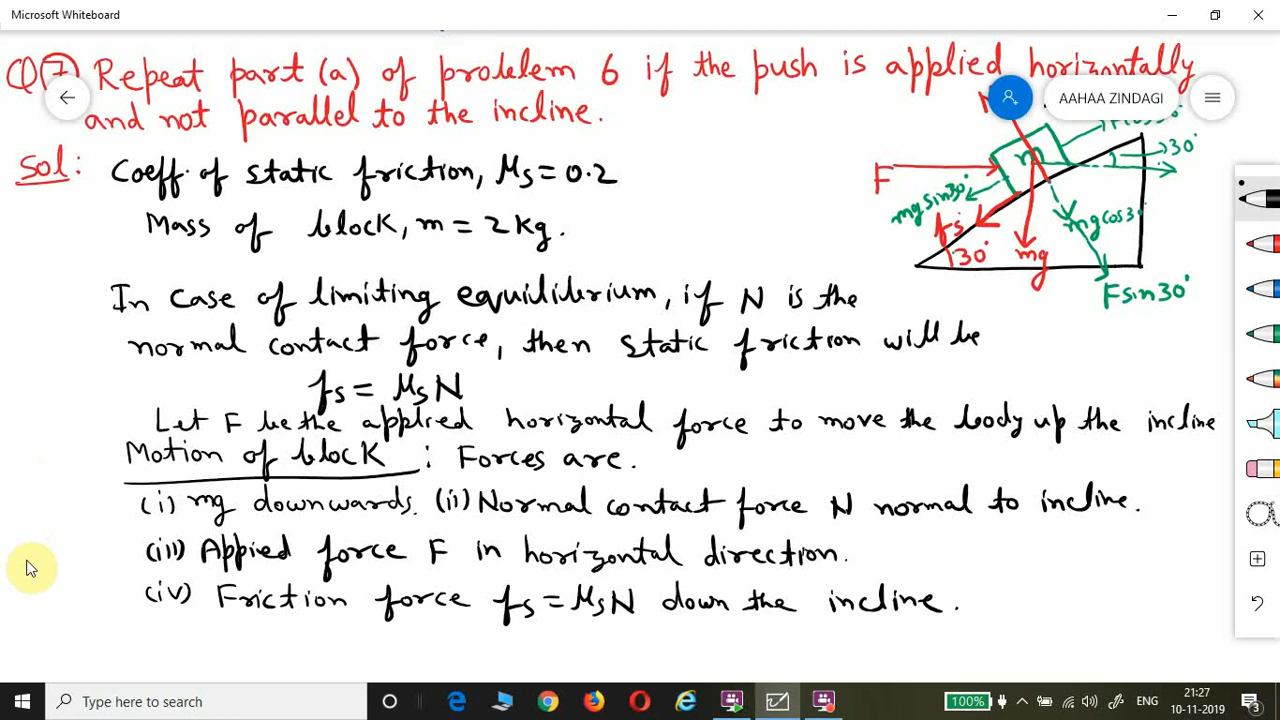 Microsoft Whiteboard
Q(7) Repeat part (a) of problem 6 if the push is applied horizontally
and not parallel to the incline.
AAHAA ZINDAGI
Sol: Coeff. of static friction, μs = 0.2
Mass of block, m = 2 kg.
In case of limiting equilibrium, if N is the
normal contact force, then static friction will be
fs = μsN
Let F be the applied horizontal force to move the body up the incline
Motion of block : Forces are.
(i) mg downwards. (ii) Normal contact force N normal to incline.
(iii) Appied force F in horizontal direction.
(iv) Friction force fs = μsN down the incline.
m
30°
F
mg sin30°
fs
mg cos3
30°
mg
F sin30°
Type here to search
100%
ENG
21:27
10-11-2019
3